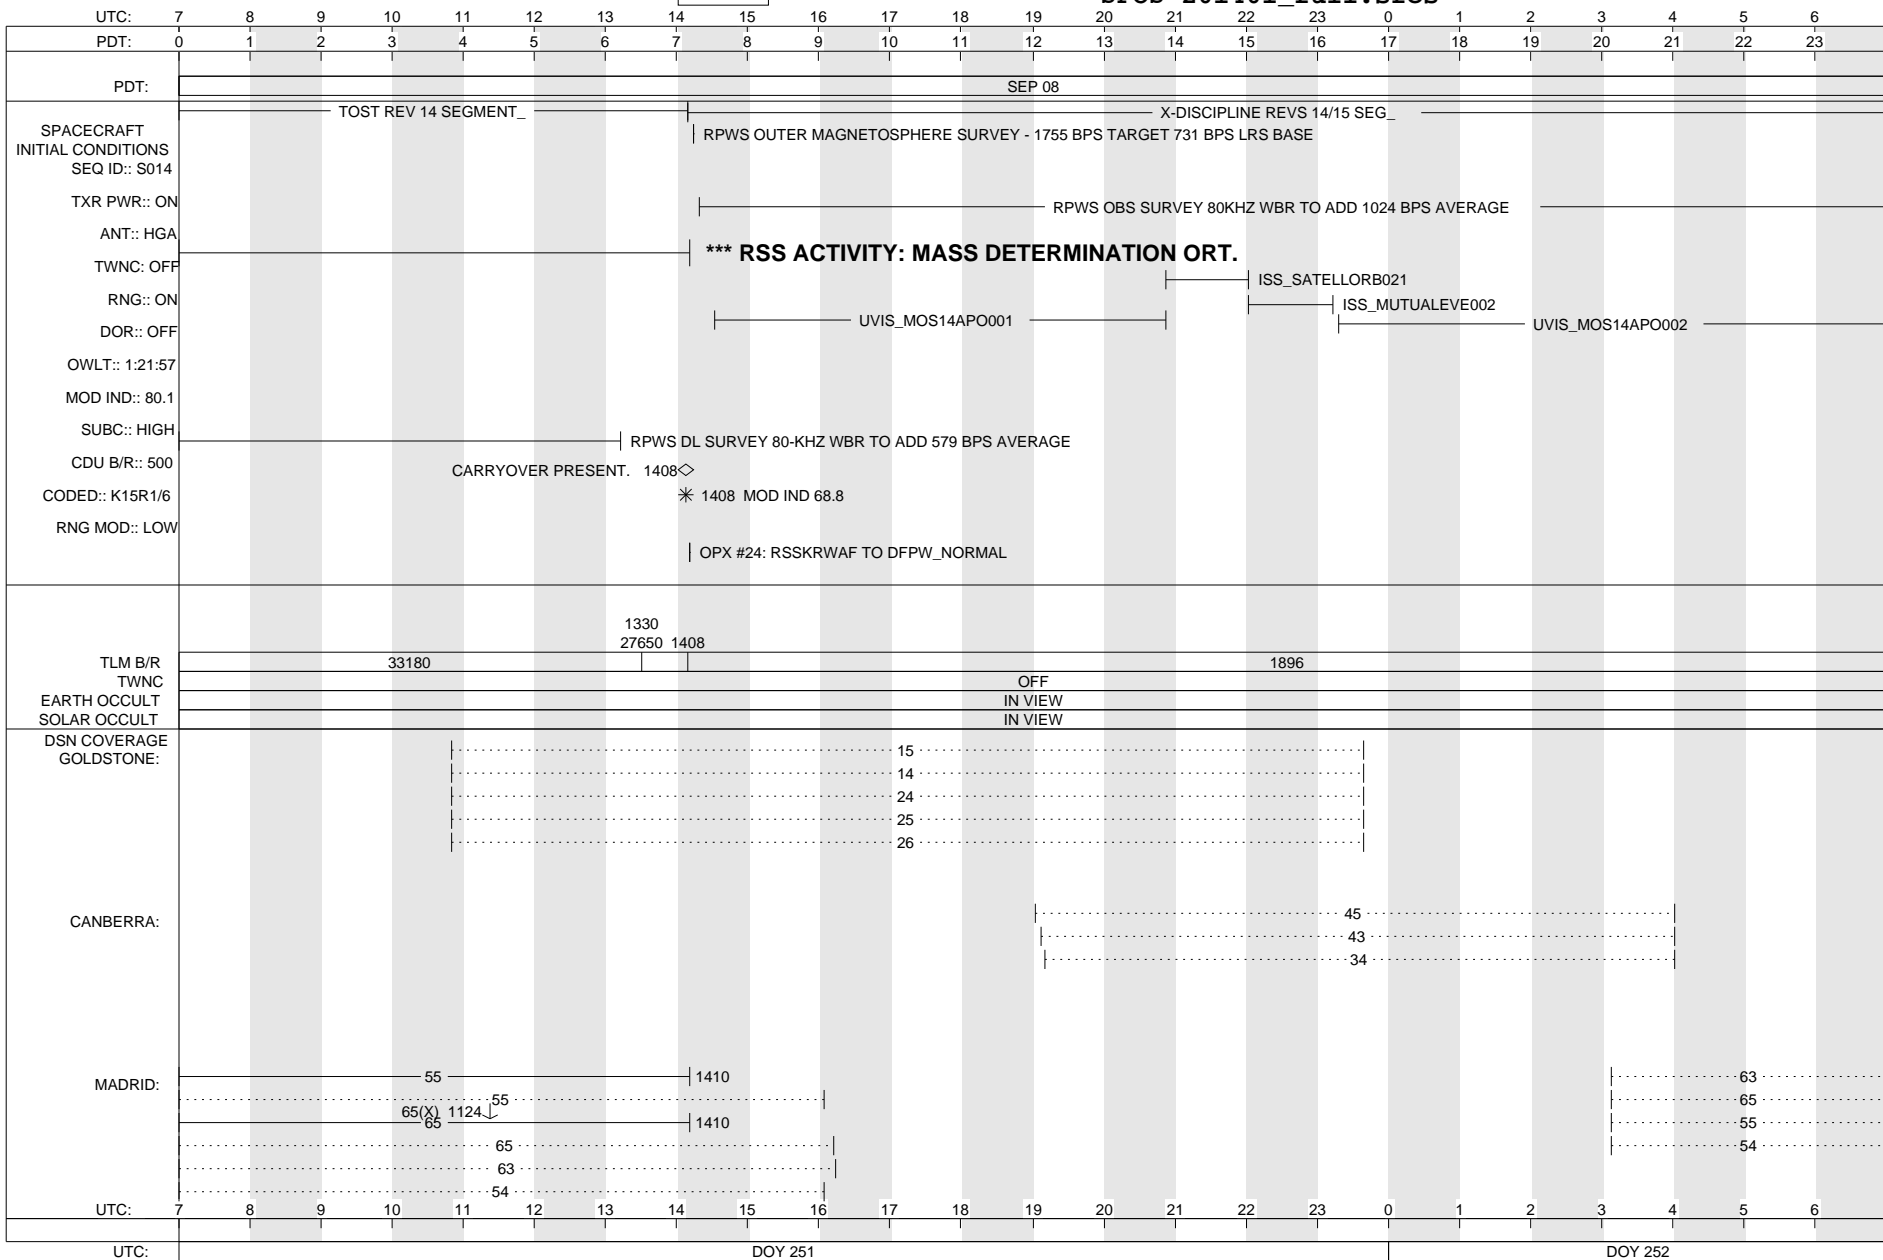 UTC: 7 8 9 10 11 12 13 14 15 16 17 18 19 20 21 22 23 0 1 2 3 4 5 6
PDT: 0 1 2 3 4 5 6 7 8 9 10 11 12 13 14 15 16 17 18 19 20 21 22 23
PDT: SEP 08
TOST REV 14 SEGMENT_ X-DISCIPLINE REVS 14/15 SEG_
SPACECRAFT
INITIAL CONDITIONS
RPWS OUTER MAGNETOSPHERE SURVEY - 1755 BPS TARGET 731 BPS LRS BASE
SEQ ID:: S014
TXR PWR:: ON
RPWS OBS SURVEY 80KHZ WBR TO ADD 1024 BPS AVERAGE
ANT:: HGA
*** RSS ACTIVITY: MASS DETERMINATION ORT.
TWNC: OFF
ISS_SATELLORB021
RNG:: ON
ISS_MUTUALEVE002
UVIS_MOS14APO001 UVIS_MOS14APO002
DOR:: OFF
OWLT:: 1:21:57
MOD IND:: 80.1
SUBC:: HIGH
RPWS DL SURVEY 80-KHZ WBR TO ADD 579 BPS AVERAGE
CDU B/R:: 500
CARRYOVER PRESENT. 1408
CODED:: K15R1/6
1408 MOD IND 68.8
RNG MOD:: LOW
OPX #24: RSSKRWAF TO DFPW_NORMAL
1330
27650 1408
TLM B/R 33180 1896
TWNC OFF
EARTH OCCULT IN VIEW
SOLAR OCCULT IN VIEW
DSN COVERAGE
GOLDSTONE:
15
14
24
25
26
CANBERRA:
45
43
34
MADRID:
55 1410 63
55 65
65(X) 1124
65 1410 55
65 54
63
54
UTC: 7 8 9 10 11 12 13 14 15 16 17 18 19 20 21 22 23 0 1 2 3 4 5 6
UTC: DOY 251 DOY 252